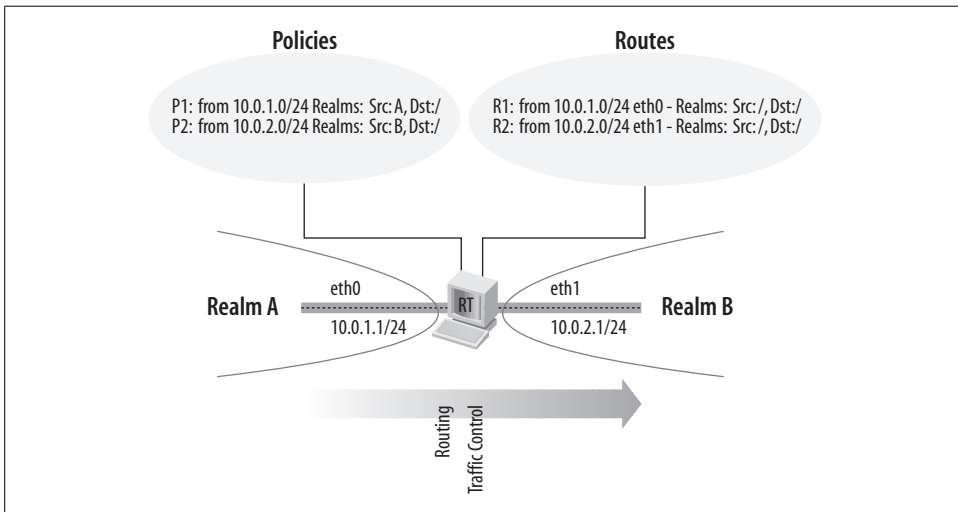 Policies
P1: from 10.0.1.0/24 Realms: Src:A, Dst:/
P2: from 10.0.2.0/24 Realms: Src:B, Dst:/
Routes
R1: from 10.0.1.0/24 eth0 - Realms: Src:/, Dst:/
R2: from 10.0.2.0/24 eth1 - Realms: Src:/, Dst:/
Realm A
eth0
10.0.1.1/24
RT
eth1
10.0.2.1/24
Realm B
Routing
Traffic Control